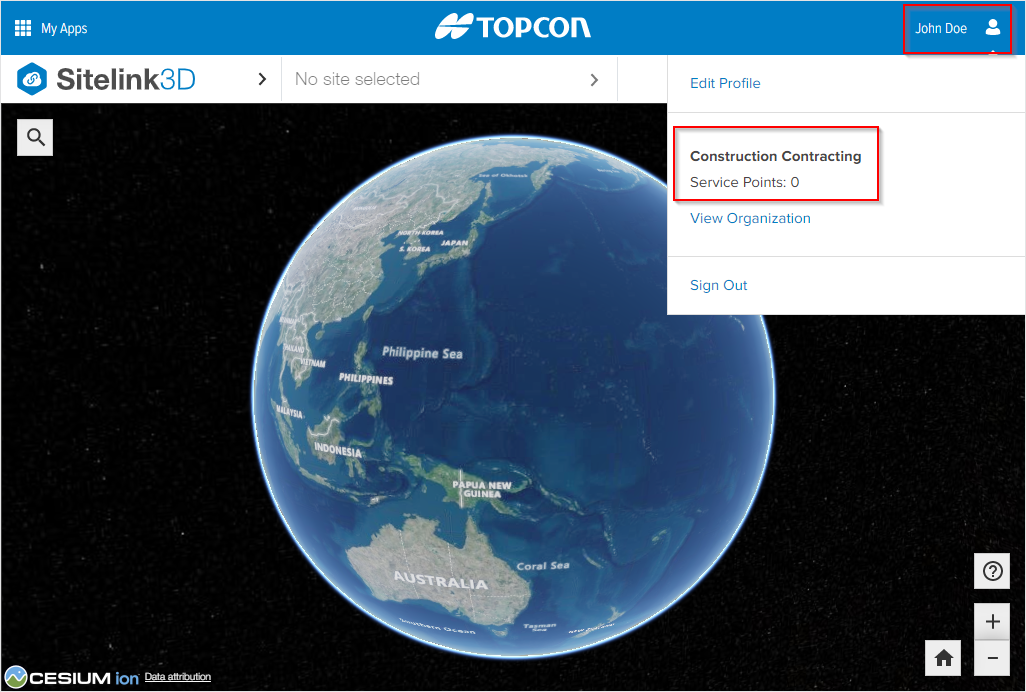 My Apps
TOPCON
John Doe
Sitelink3D
No site selected
Edit Profile
Construction Contracting
Service Points: 0
View Organization
Sign Out
Sea of Okhotsk
NORTH KOREA
S. KOREA
JAPAN
Philippine Sea
THAILAND
VIETNAM
PHILIPPINES
MALAYSIA
INDONESIA
PAPUA NEW
GUINEA
Coral Sea
AUSTRALIA
Southern Ocean
Tasman
Sea
NEW ZEALAND
CESIUM ion
Data attribution